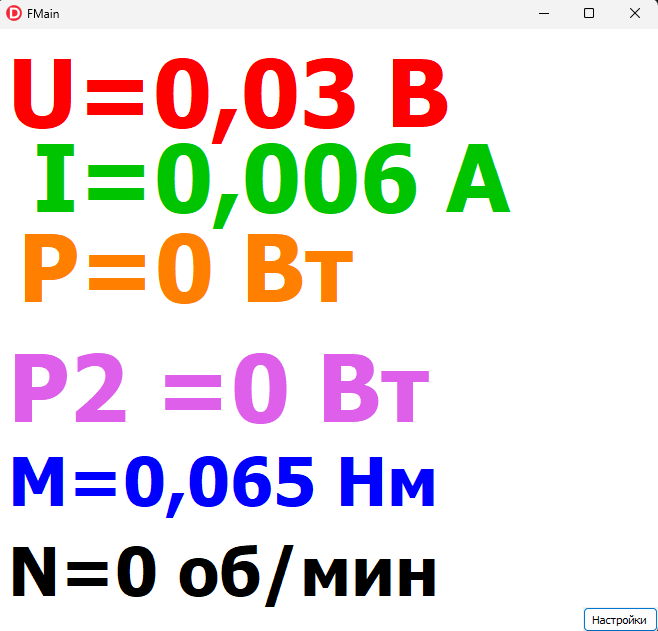 FMain
U=0,03 В
I=0,006 А
P=0 Вт
P2 =0 Вт
M=0,065 Нм
N=0 об/мин
Настройки